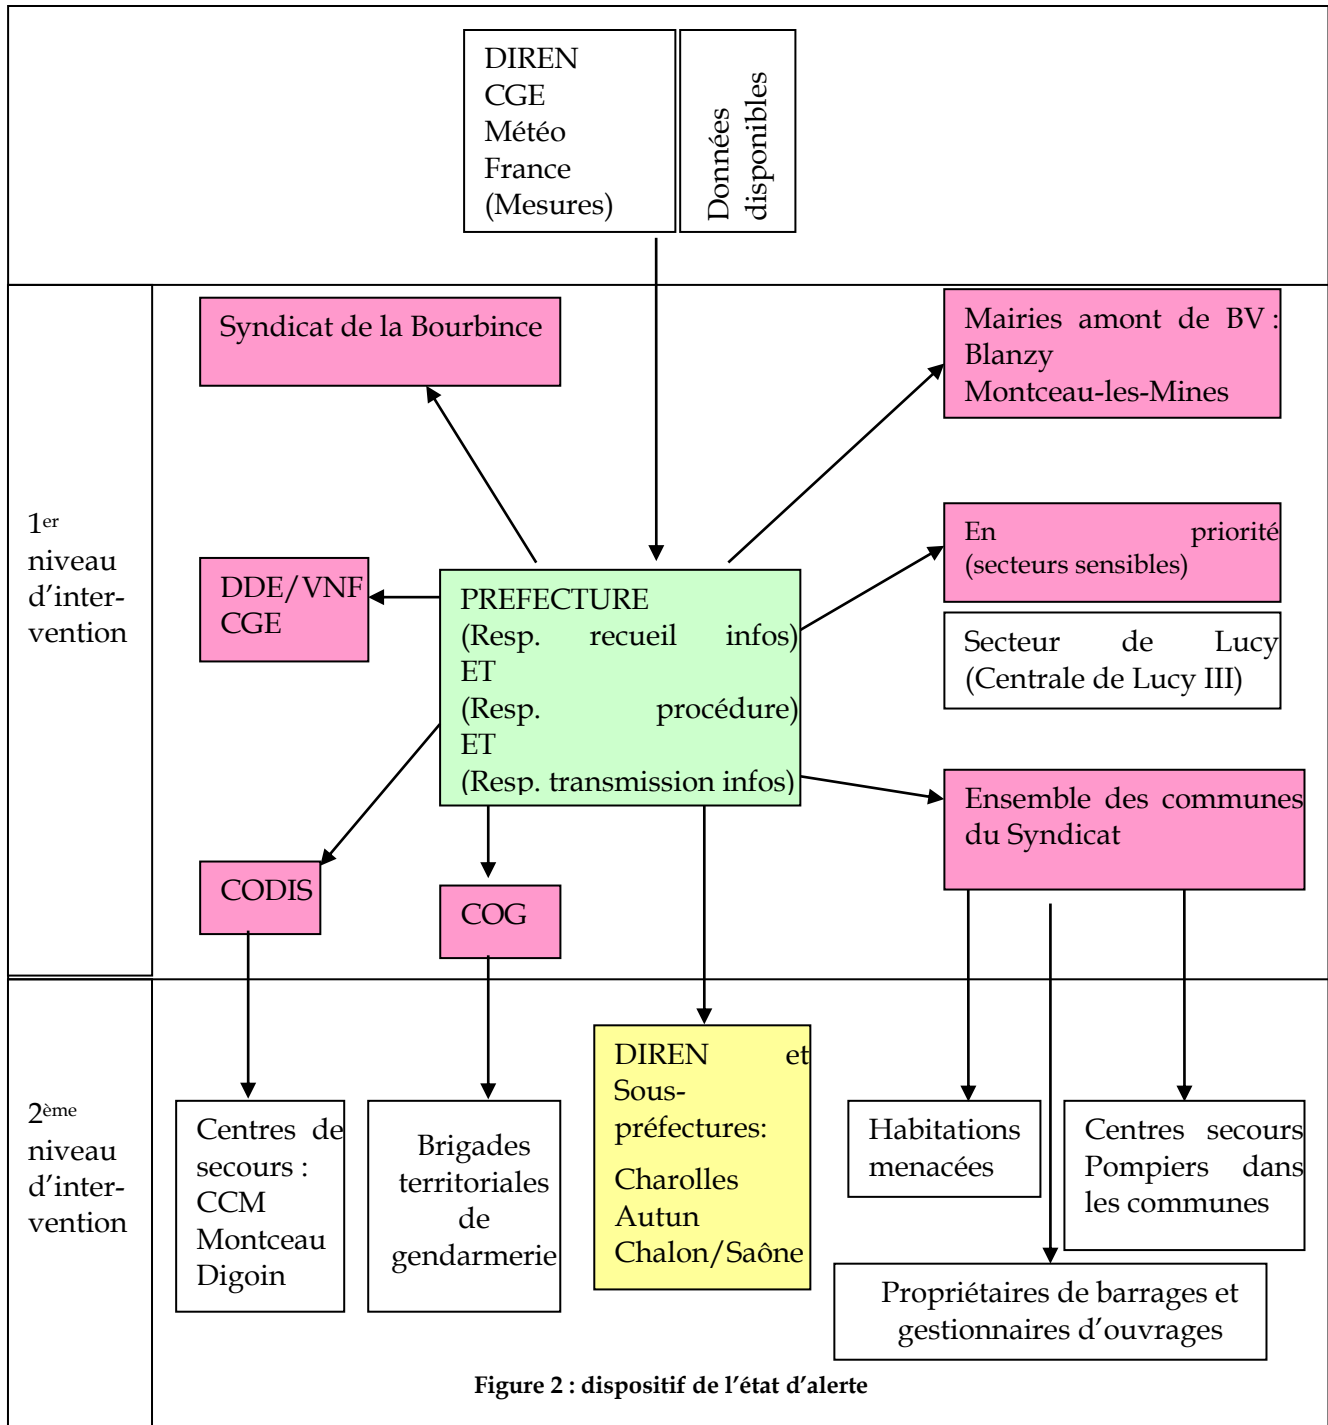 DIREN
CGE
Météo
France
(Mesures)
Données
disponibles
Syndicat de la Bourbince
Mairies amont de BV :
Blanzy
Montceau-les-Mines
1er
niveau
d'inter-
vention
En priorité
(secteurs sensibles)
DDE/VNF
CGE
PREFECTURE
(Resp. recueil infos)
ET
(Resp. procédure)
ET
(Resp. transmission infos)
Secteur de Lucy
(Centrale de Lucy III)
Ensemble des communes
du Syndicat
CODIS
COG
2ème
niveau
d'inter-
vention
Centres de
secours :
CCM
Montceau
Digoin
Brigades
territoriales
de
gendarmerie
DIREN et
Sous-
préfectures:
Charolles
Autun
Chalon/Saône
Habitations
menacées
Centres secours
Pompiers dans
les communes
Propriétaires de barrages et
gestionnaires d'ouvrages
Figure 2 : dispositif de l'état d'alerte